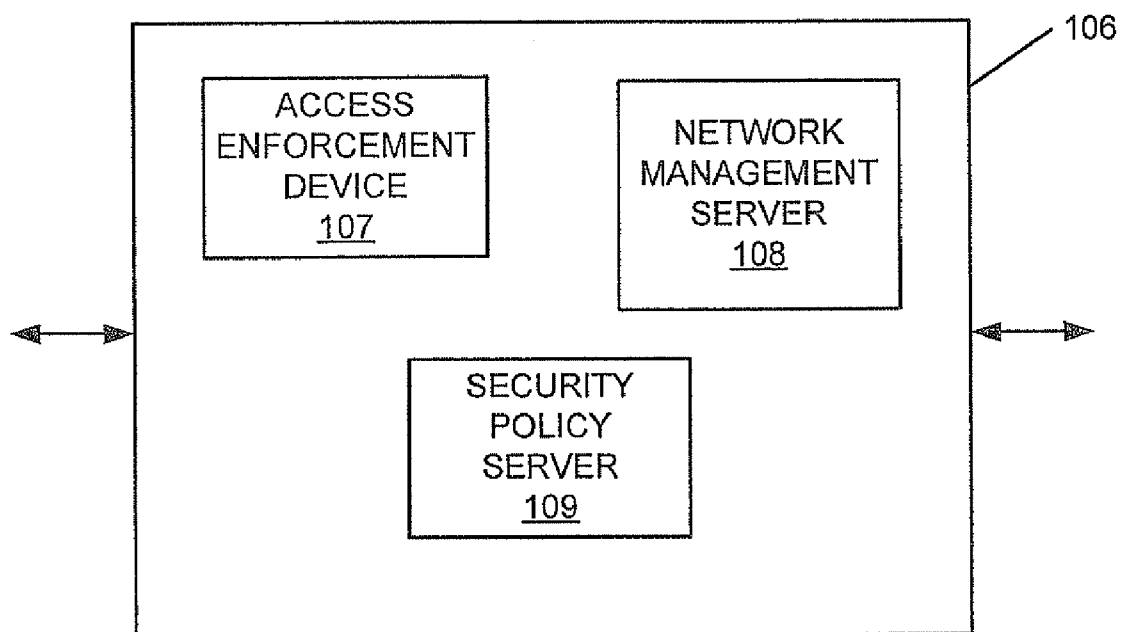 106
ACCESS
ENFORCEMENT
DEVICE
107
NETWORK
MANAGEMENT
SERVER
108
SECURITY
POLICY
SERVER
109